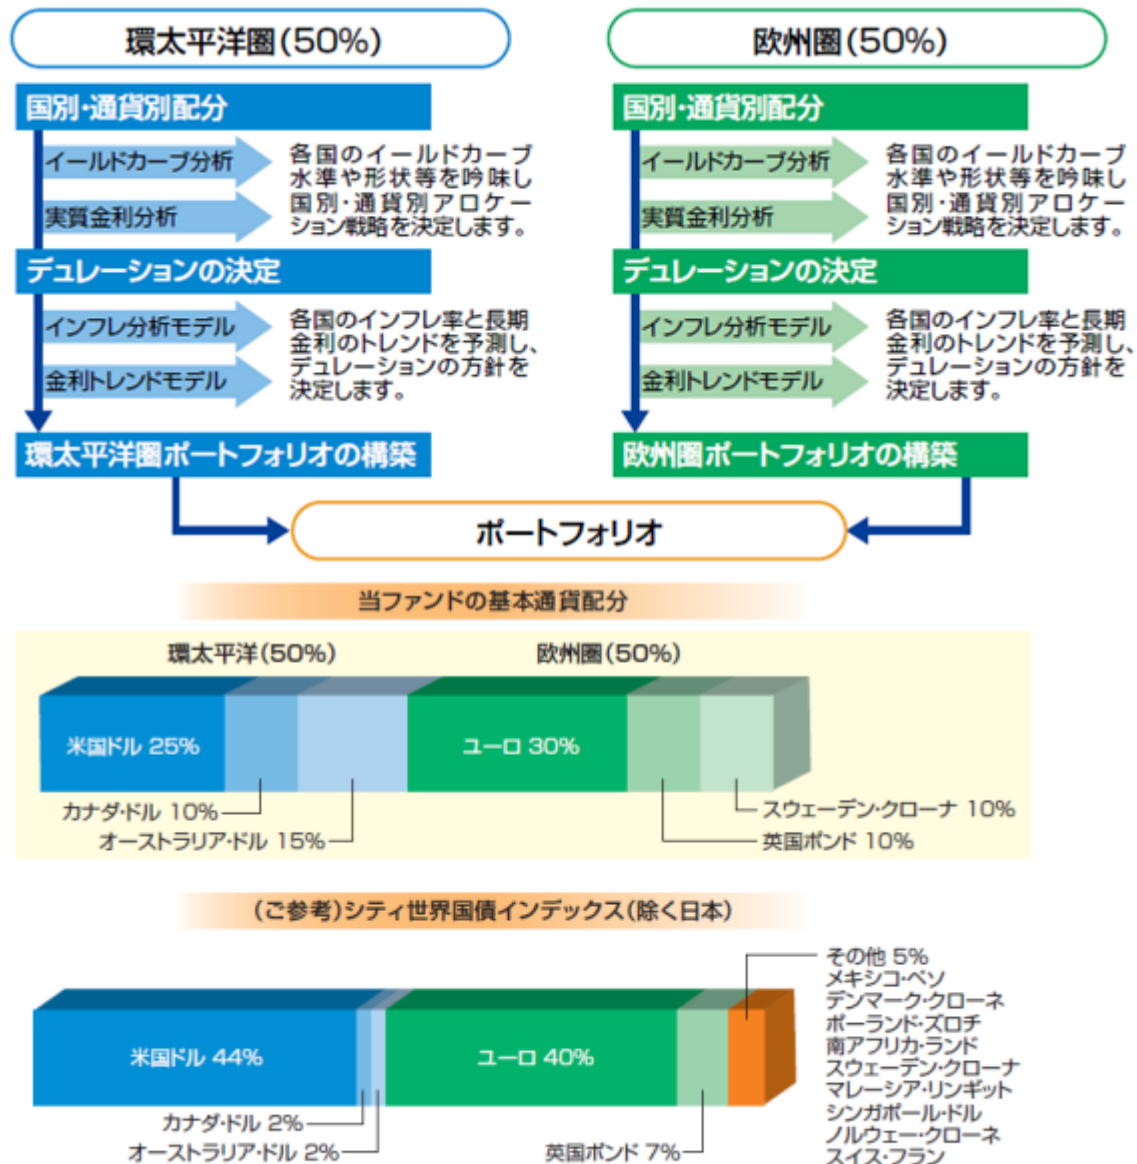 環太平洋圏(50%)
国別・通貨別配分
イールドカーブ分析
実質金利分析
各国のイールドカーブ
水準や形状等を吟味し
国別・通貨別アロケー
ション戦略を決定します。
デュレーションの決定
インフレ分析モデル
金利トレンドモデル
各国のインフレ率と長期
金利のトレンドを予測し、
デュレーションの方針を
決定します。
環太平洋圏ポートフォリオの構築
欧州圏(50%)
国別・通貨別配分
イールドカーブ分析
実質金利分析
各国のイールドカーブ
水準や形状等を吟味し
国別・通貨別アロケー
ション戦略を決定します。
デュレーションの決定
インフレ分析モデル
金利トレンドモデル
各国のインフレ率と長期
金利のトレンドを予測し、
デュレーションの方針を
決定します。
欧州圏ポートフォリオの構築
ポートフォリオ
当ファンドの基本通貨配分
環太平洋(50%)
欧州圏(50%)
米国ドル 25%
ユーロ 30%
カナダ・ドル 10%
オーストラリア・ドル 15%
スウェーデン・クローナ 10%
英国ポンド 10%
(ご参考)シティ世界国債インデックス(除く日本)
米国ドル 44%
ユーロ 40%
カナダ・ドル 2%
オーストラリア・ドル 2%
英国ポンド 7%
その他 5%
メキシコ・ペソ
デンマーク・クローネ
ポーランド・ズロチ
南アフリカ・ランド
スウェーデン・クローナ
マレーシア・リンギット
シンガポール・ドル
ノルウェー・クローネ
スイス・フラン